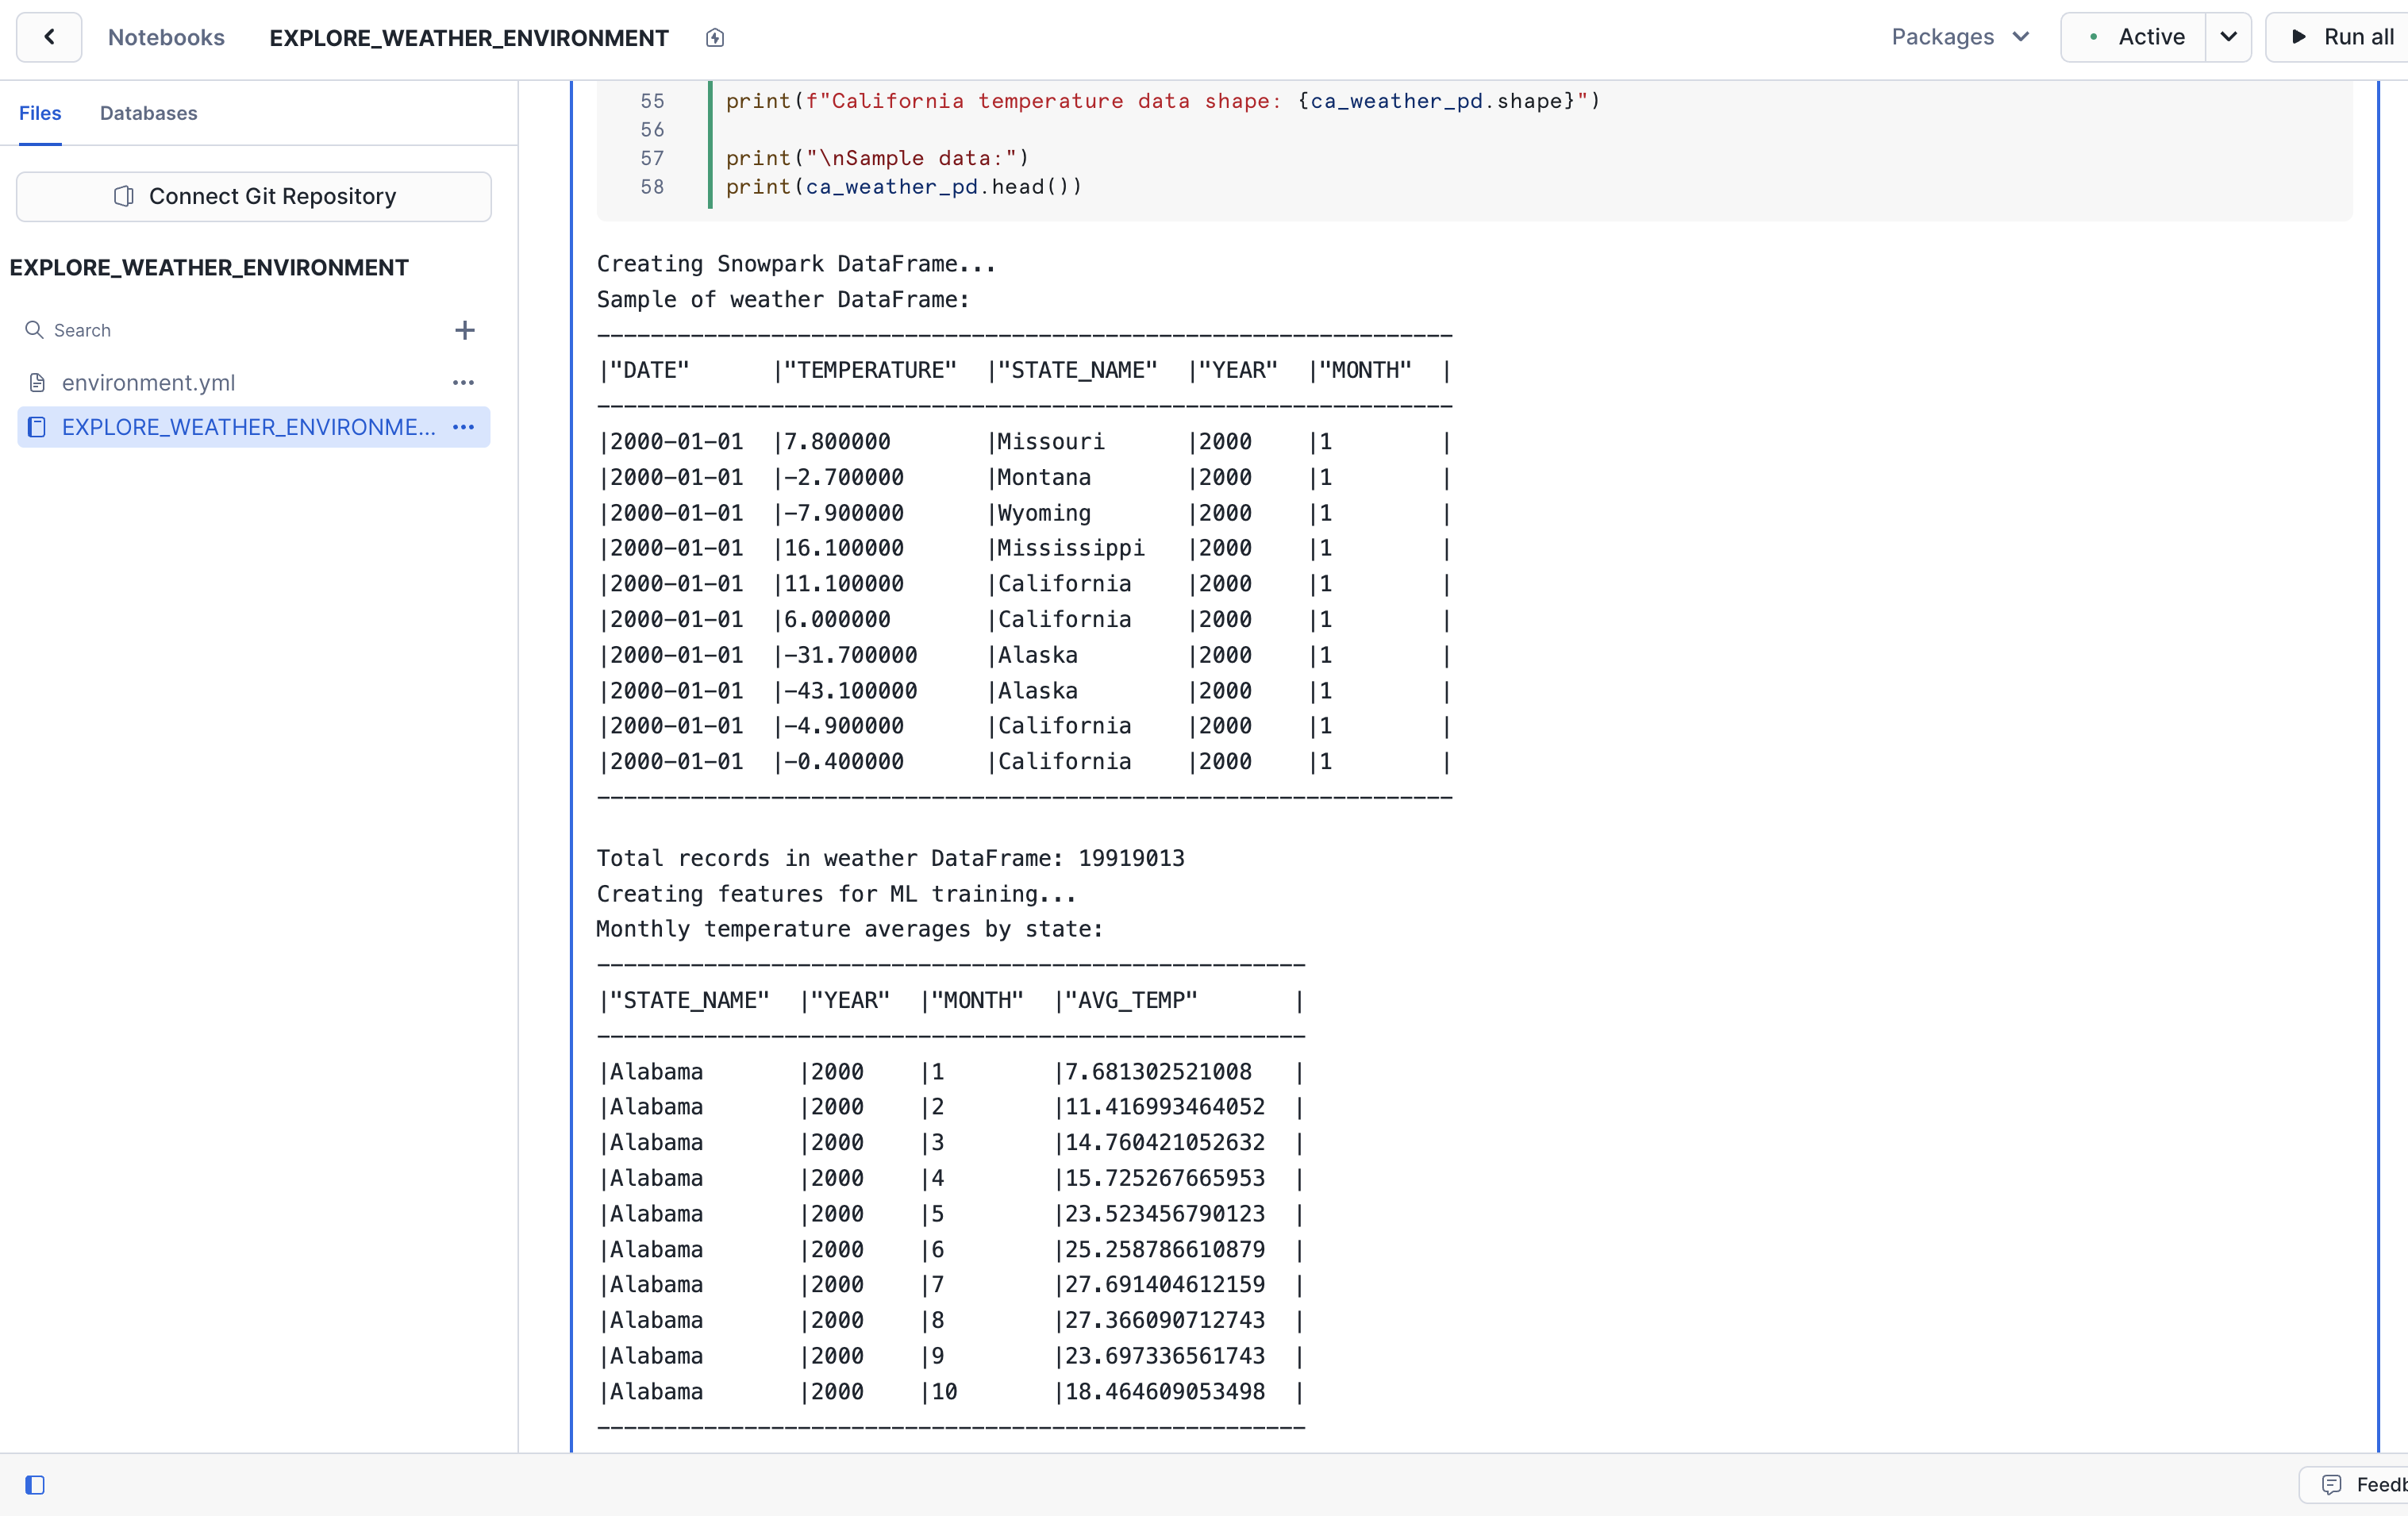 Notebooks EXPLORE_WEATHER_ENVIRONMENT Packages Active Run all
Files Databases
Connect Git Repository
EXPLORE_WEATHER_ENVIRONMENT
Search
environment.yml
EXPLORE_WEATHER_ENVIRONME...
55 print(f"California temperature data shape: {ca_weather_pd.shape}")
56
57 print("\nSample data:")
58 print(ca_weather_pd.head())
Creating Snowpark DataFrame...
Sample of weather DataFrame:
----------------------------------------------------------------
|"DATE"      |"TEMPERATURE"  |"STATE_NAME"  |"YEAR"  |"MONTH"  |
----------------------------------------------------------------
|2000-01-01  |7.800000       |Missouri      |2000    |1        |
|2000-01-01  |-2.700000      |Montana       |2000    |1        |
|2000-01-01  |-7.900000      |Wyoming       |2000    |1        |
|2000-01-01  |16.100000      |Mississippi   |2000    |1        |
|2000-01-01  |11.100000      |California    |2000    |1        |
|2000-01-01  |6.000000       |California    |2000    |1        |
|2000-01-01  |-31.700000     |Alaska        |2000    |1        |
|2000-01-01  |-43.100000     |Alaska        |2000    |1        |
|2000-01-01  |-4.900000      |California    |2000    |1        |
|2000-01-01  |-0.400000      |California    |2000    |1        |
----------------------------------------------------------------
Total records in weather DataFrame: 19919013
Creating features for ML training...
Monthly temperature averages by state:
-----------------------------------------------------
|"STATE_NAME"  |"YEAR"  |"MONTH"  |"AVG_TEMP"       |
-----------------------------------------------------
|Alabama       |2000    |1        |7.681302521008   |
|Alabama       |2000    |2        |11.416993464052  |
|Alabama       |2000    |3        |14.760421052632  |
|Alabama       |2000    |4        |15.725267665953  |
|Alabama       |2000    |5        |23.523456790123  |
|Alabama       |2000    |6        |25.258786610879  |
|Alabama       |2000    |7        |27.691404612159  |
|Alabama       |2000    |8        |27.366090712743  |
|Alabama       |2000    |9        |23.697336561743  |
|Alabama       |2000    |10       |18.464609053498  |
-----------------------------------------------------